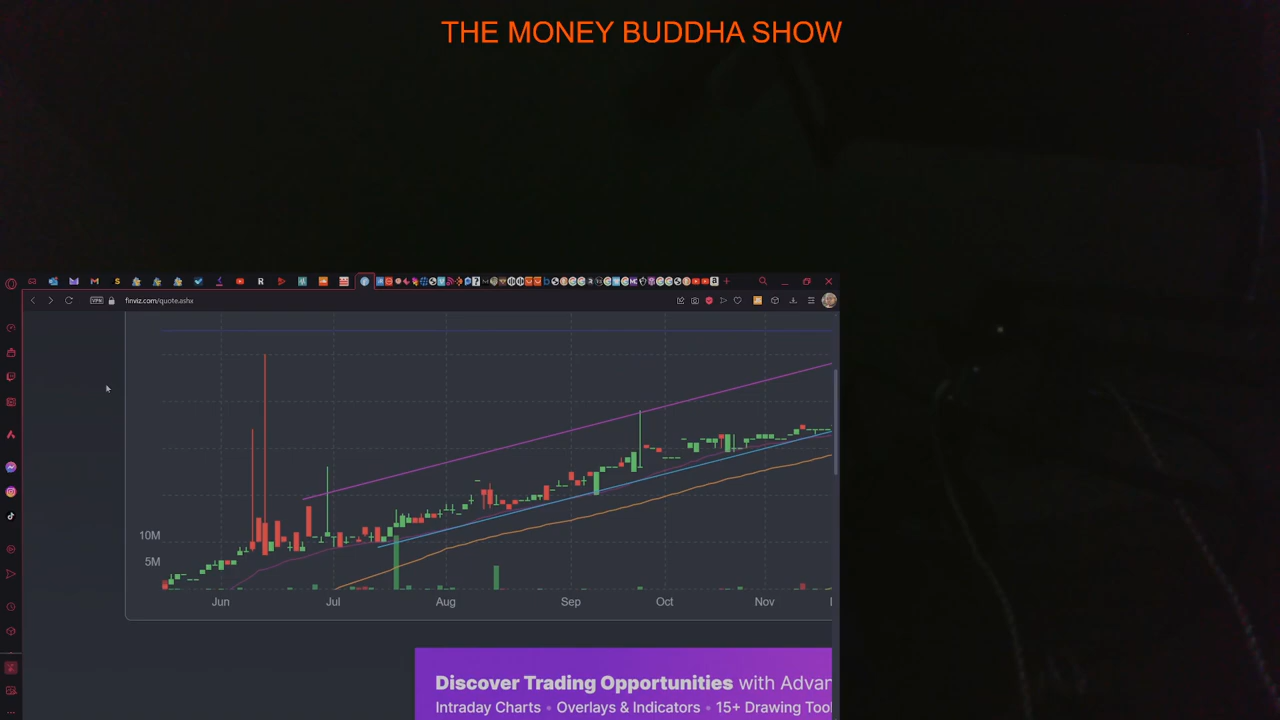 THE MONEY BUDDHA SHOW
VPN
finviz.com/quote.ashx
10M
5M
Jun
Jul
Aug
Sep
Oct
Nov
Discover Trading Opportunities with Advan
Intraday Charts • Overlays & Indicators • 15+ Drawing Tool